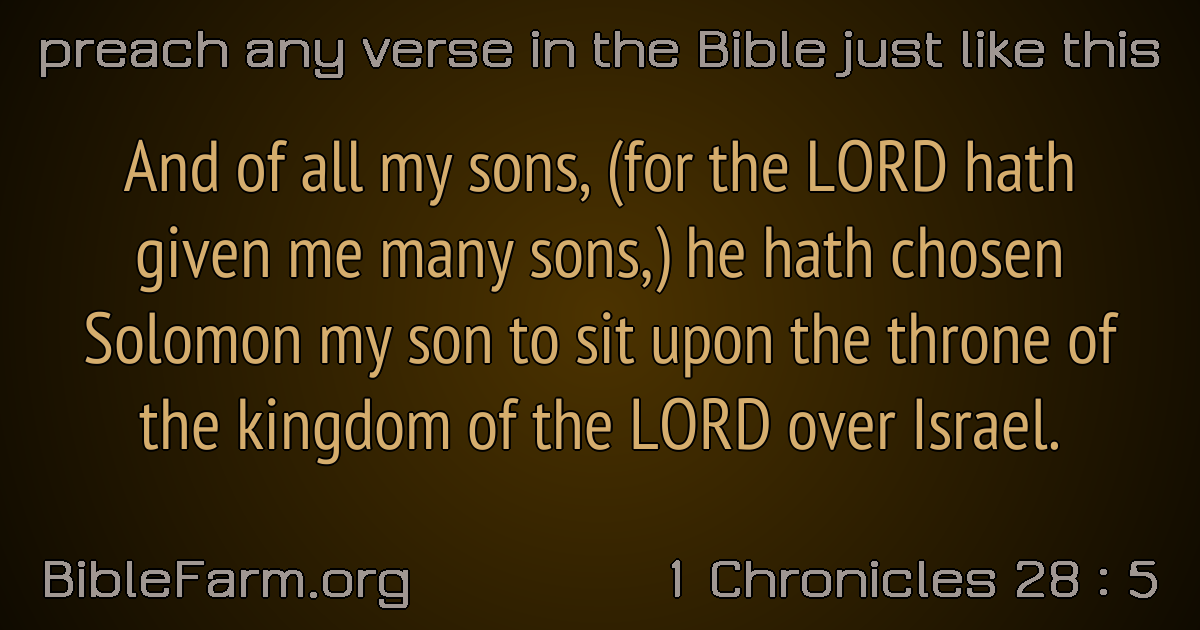 preach any verse in the Bible just like this
And of all my sons, (for the LORD hath
given me many sons,) he hath chosen
Solomon my son to sit upon the throne of
the kingdom of the LORD over Israel.
BibleFarm.org
1 Chronicles 28 : 5